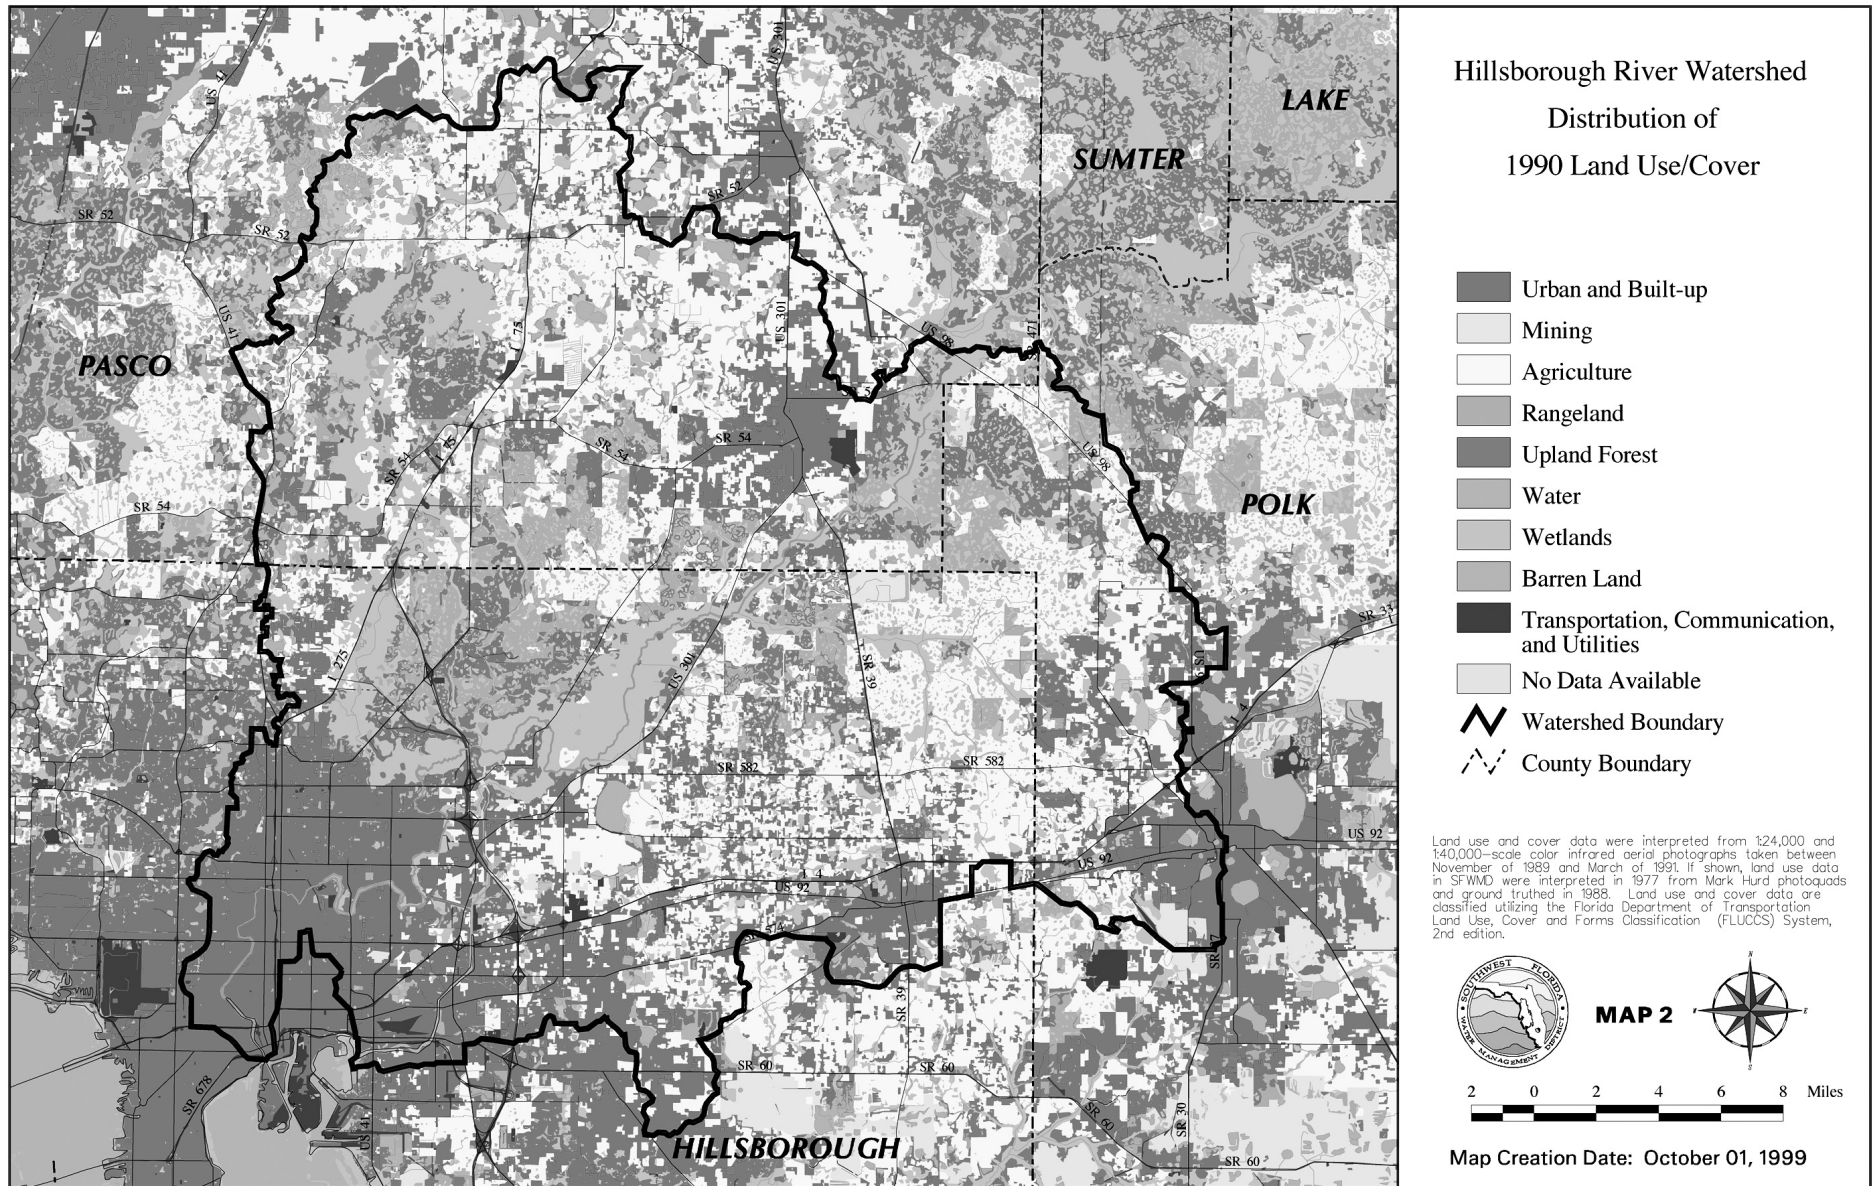 Hillsborough River Watershed
Distribution of
1990 Land Use/Cover
Urban and Built-up
Mining
Agriculture
Rangeland
Upland Forest
Water
Wetlands
Barren Land
Transportation, Communication,
and Utilities
No Data Available
Watershed Boundary
County Boundary
Land use and cover data were interpreted from 1:24,000 and
1:40,000-scale color infrared aerial photographs taken between
November of 1989 and March of 1991. If shown, land use data
in SFWMD were interpreted in 1977 from Mark Hurd photoquads
and ground truthed in 1988. Land use and cover data are
classified utilizing the Florida Department of Transportation
Land Use, Cover and Forms Classification (FLUCCS) System,
2nd edition.
SOUTHWEST FLORIDA
WATER MANAGEMENT DISTRICT
MAP 2
N
E
S
2 0 2 4 6 8 Miles
Map Creation Date: October 01, 1999
LAKE
SUMTER
PASCO
POLK
HILLSBOROUGH
US 41
US 301
SR 52
SR 52
SR 52
US 41
I 75
US 301
US 98
SR 54
I 75
SR 54
SR 54
US 98
SR 54
I 275
US 301
SR 39
SR 33
I 4
SR 582
SR 582
US 92
US 92
I 4
US 92
SR 574
SR 39
SR 60
SR 60
SR 678
US 41
SR 60
SR 30
SR 60